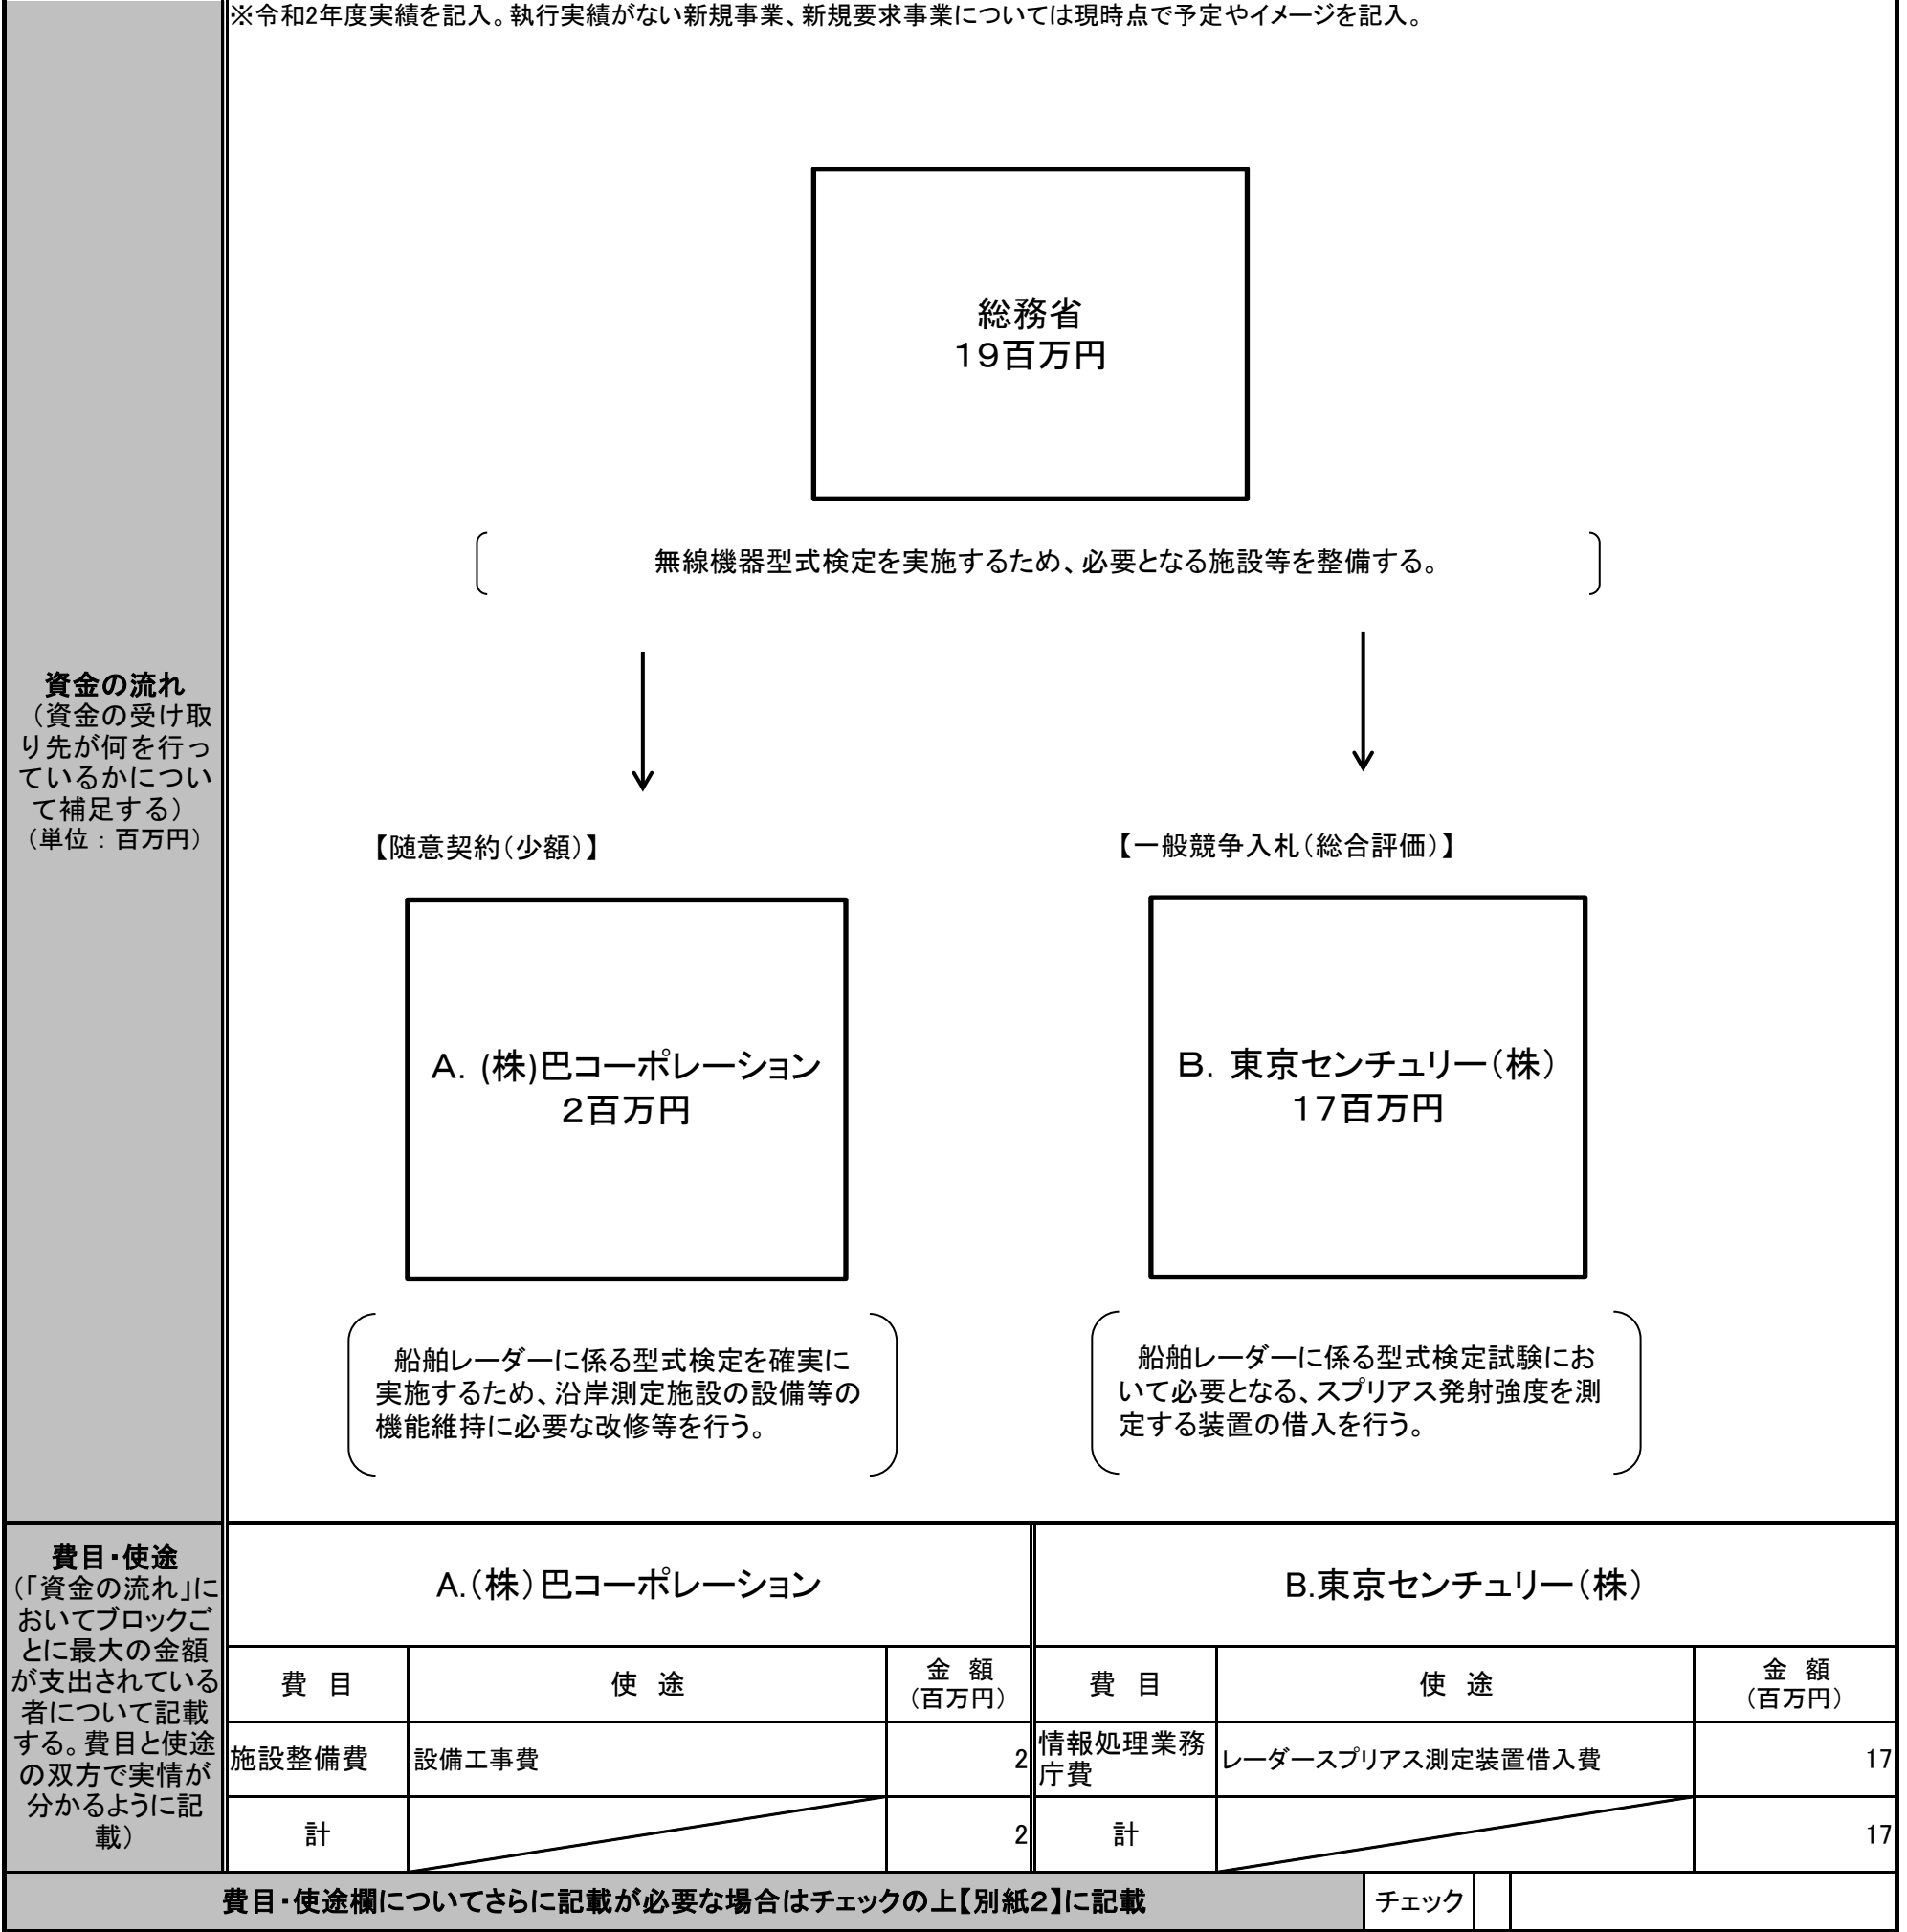 ※令和2年度実績を記入。執行実績がない新規事業、新規要求事業については現時点で予定やイメージを記入。
資金の流れ
（資金の受け取
り先が何を行っ
ているかについ
て補足する）
（単位：百万円）
総務省
１９百万円
無線機器型式検定を実施するため、必要となる施設等を整備する。
【随意契約（少額）】
【一般競争入札（総合評価）】
Ａ．(株)巴コーポレーション
２百万円
Ｂ．東京センチュリー（株）
１７百万円
船舶レーダーに係る型式検定を確実に
実施するため、沿岸測定施設の設備等の
機能維持に必要な改修等を行う。
船舶レーダーに係る型式検定試験にお
いて必要となる、スプリアス発射強度を測
定する装置の借入を行う。
費目・使途
（「資金の流れ」に
おいてブロックご
とに最大の金額
が支出されている
者について記載
する。費目と使途
の双方で実情が
分かるように記
載）
A.（株）巴コーポレーション
B.東京センチュリー（株）
費　目
使　途
金　額
（百万円）
費　目
使　途
金　額
（百万円）
施設整備費
設備工事費
2
情報処理業務
庁費
レーダースプリアス測定装置借入費
17
計
2
計
17
費目・使途欄についてさらに記載が必要な場合はチェックの上【別紙２】に記載
チェック